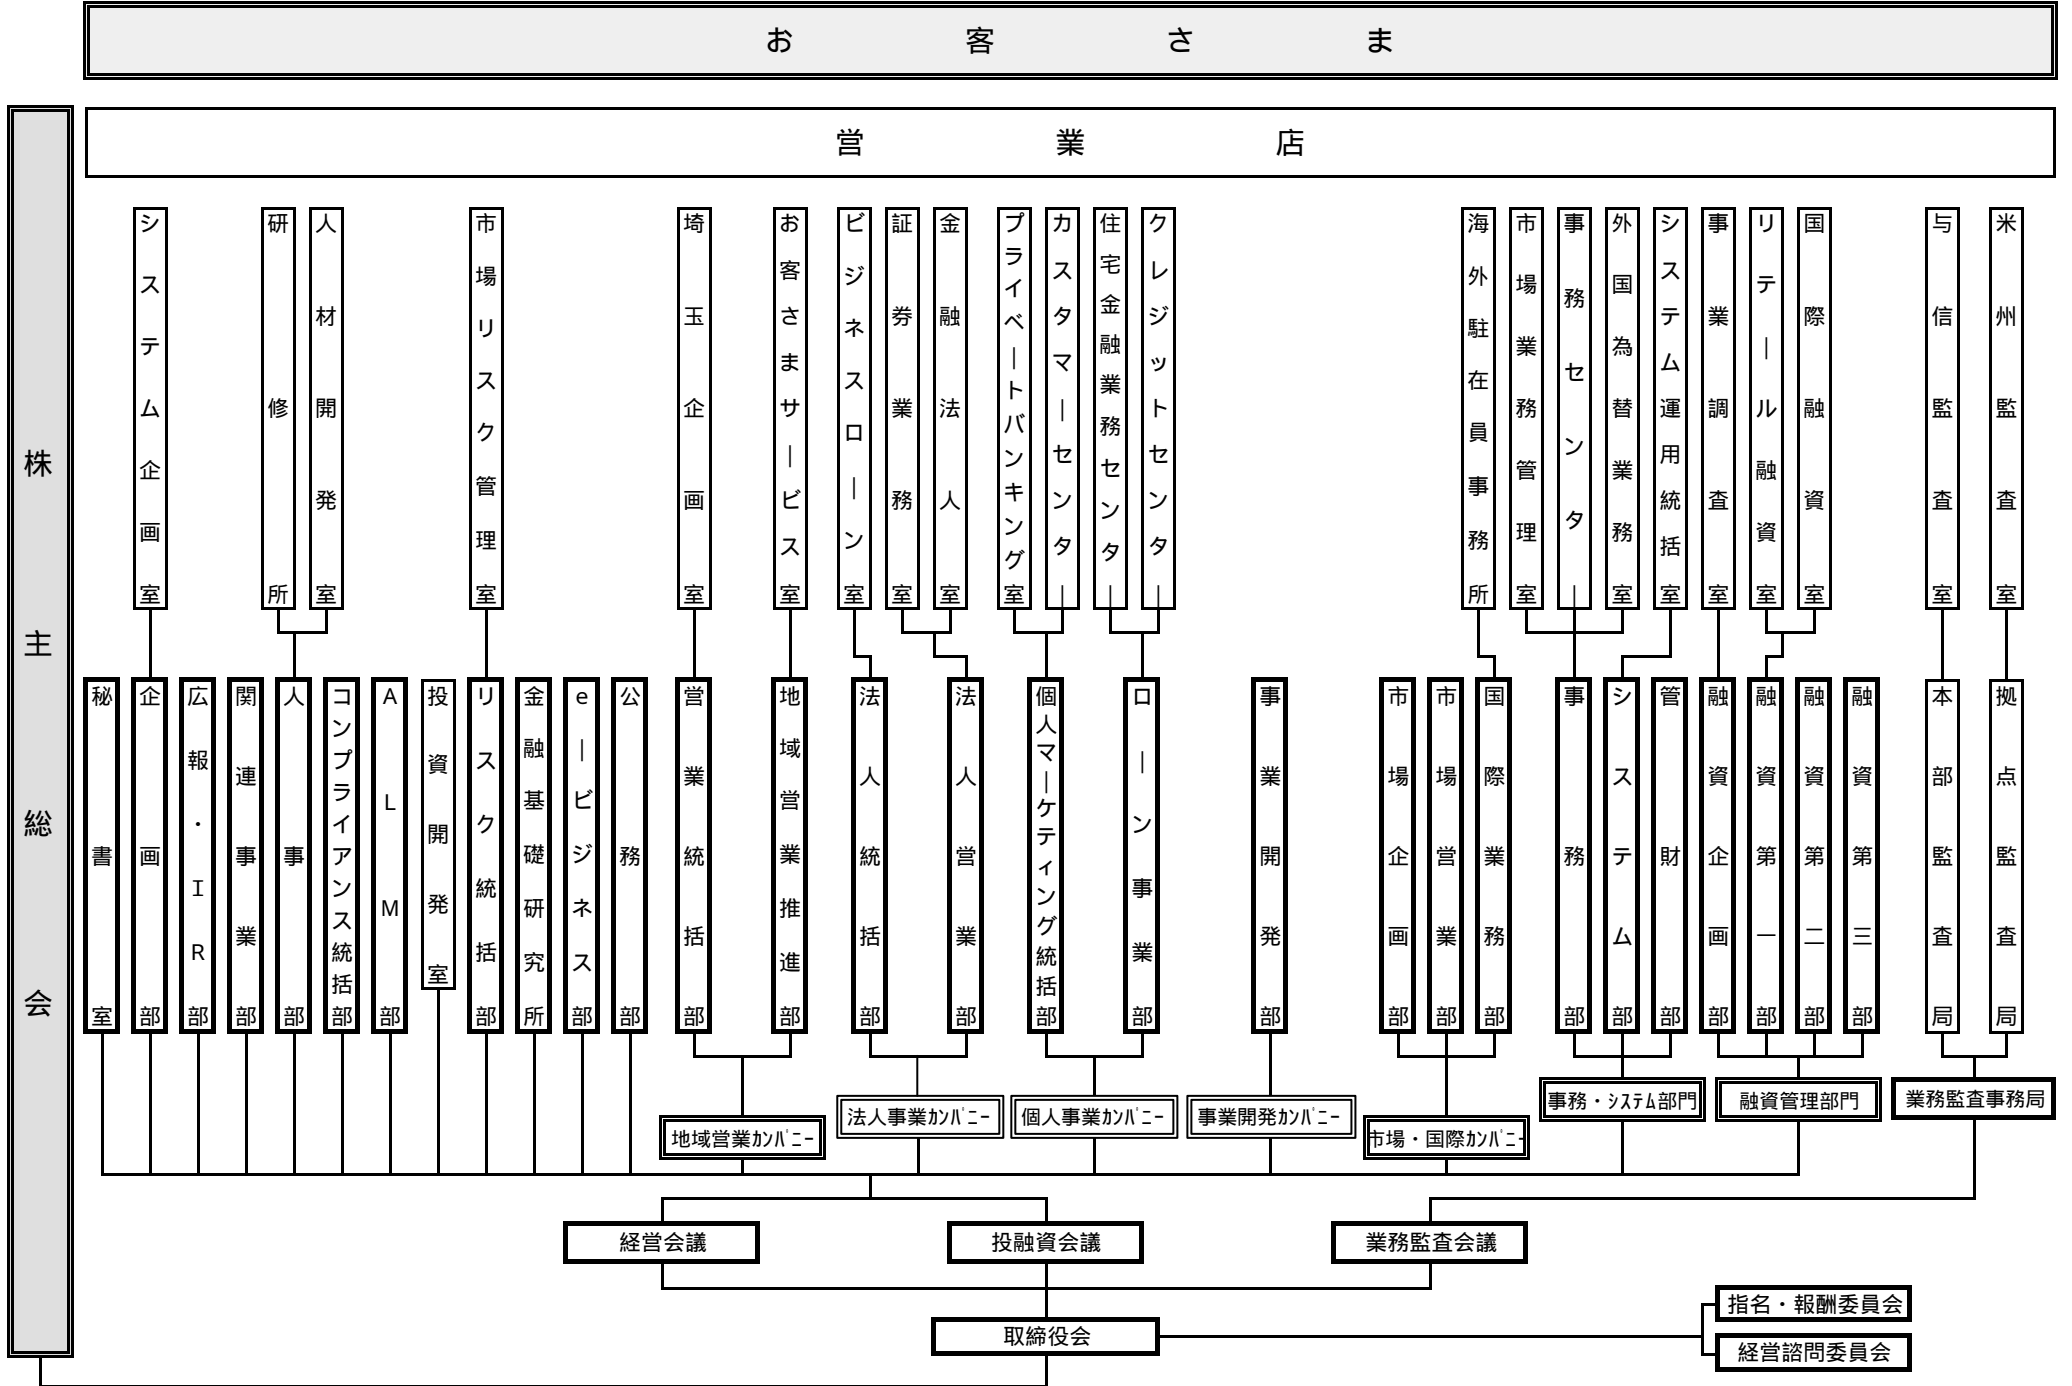 お客さま
営業店
株主総会
システム企画室
研修所
人材開発室
市場リスク管理室
埼玉企画室
お客さまサービス室
ビジネスローン室
証券業務室
金融法人室
プライベートバンキング室
カスタマーセンター
住宅金融業務センター
クレジットセンター
海外駐在員事務所
市場業務管理室
事務センター
外国為替業務室
システム運用統括室
事業調査室
リテール融資室
国際融資室
与信監査室
米州監査室
秘書室
企画部
広報・IR部
関連事業部
人事部
コンプライアンス統括部
ALM部
投資開発室
リスク統括部
金融基礎研究所
eービジネス部
公務部
営業統括部
地域営業推進部
法人統括部
法人営業部
個人マーケティング統括部
ローン事業部
事業開発部
市場企画部
市場営業部
国際業務部
事務部
システム部
管財部
融資企画部
融資第一部
融資第二部
融資第三部
本部監査局
拠点監査局
地域営業ｶﾝﾊﾟﾆｰ
法人事業ｶﾝﾊﾟﾆｰ
個人事業ｶﾝﾊﾟﾆｰ
事業開発ｶﾝﾊﾟﾆｰ
市場・国際ｶﾝﾊﾟﾆｰ
事務・ｼｽﾃﾑ部門
融資管理部門
業務監査事務局
経営会議
投融資会議
業務監査会議
取締役会
指名・報酬委員会
経営諮問委員会